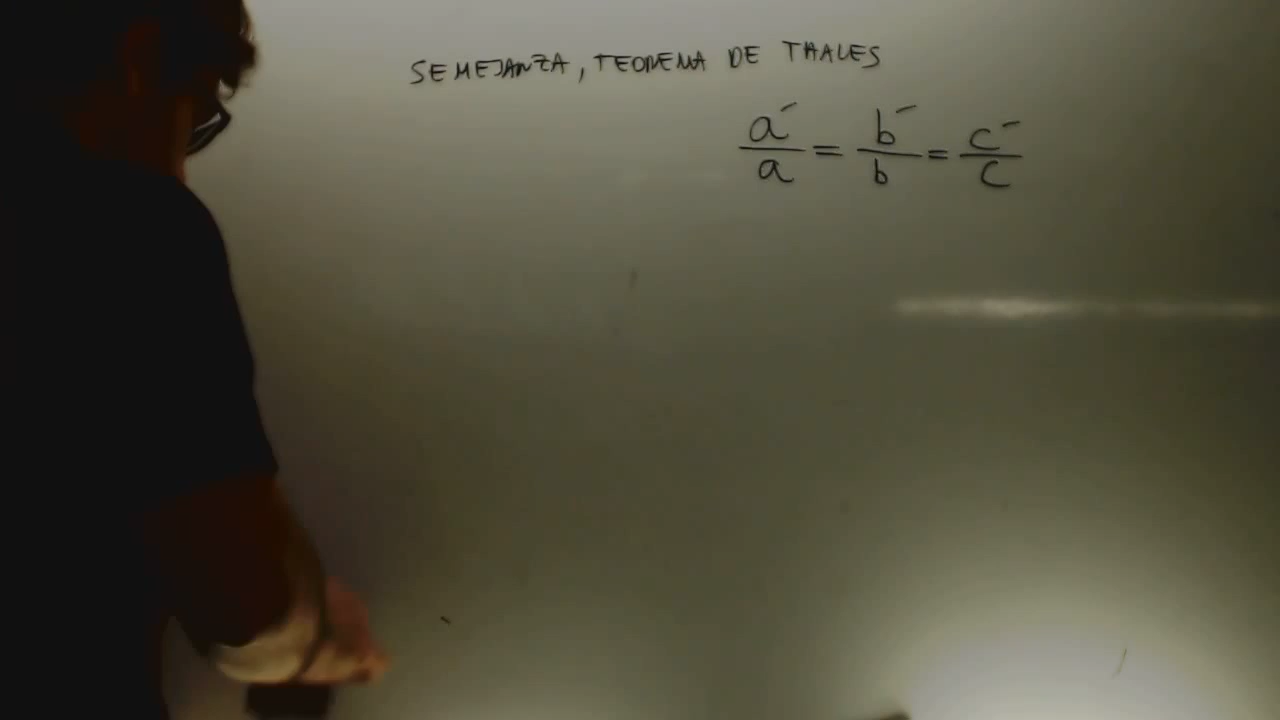 SEMEJANZA, TEOREMA DE THALES
a´/a = b´/b = c´/c